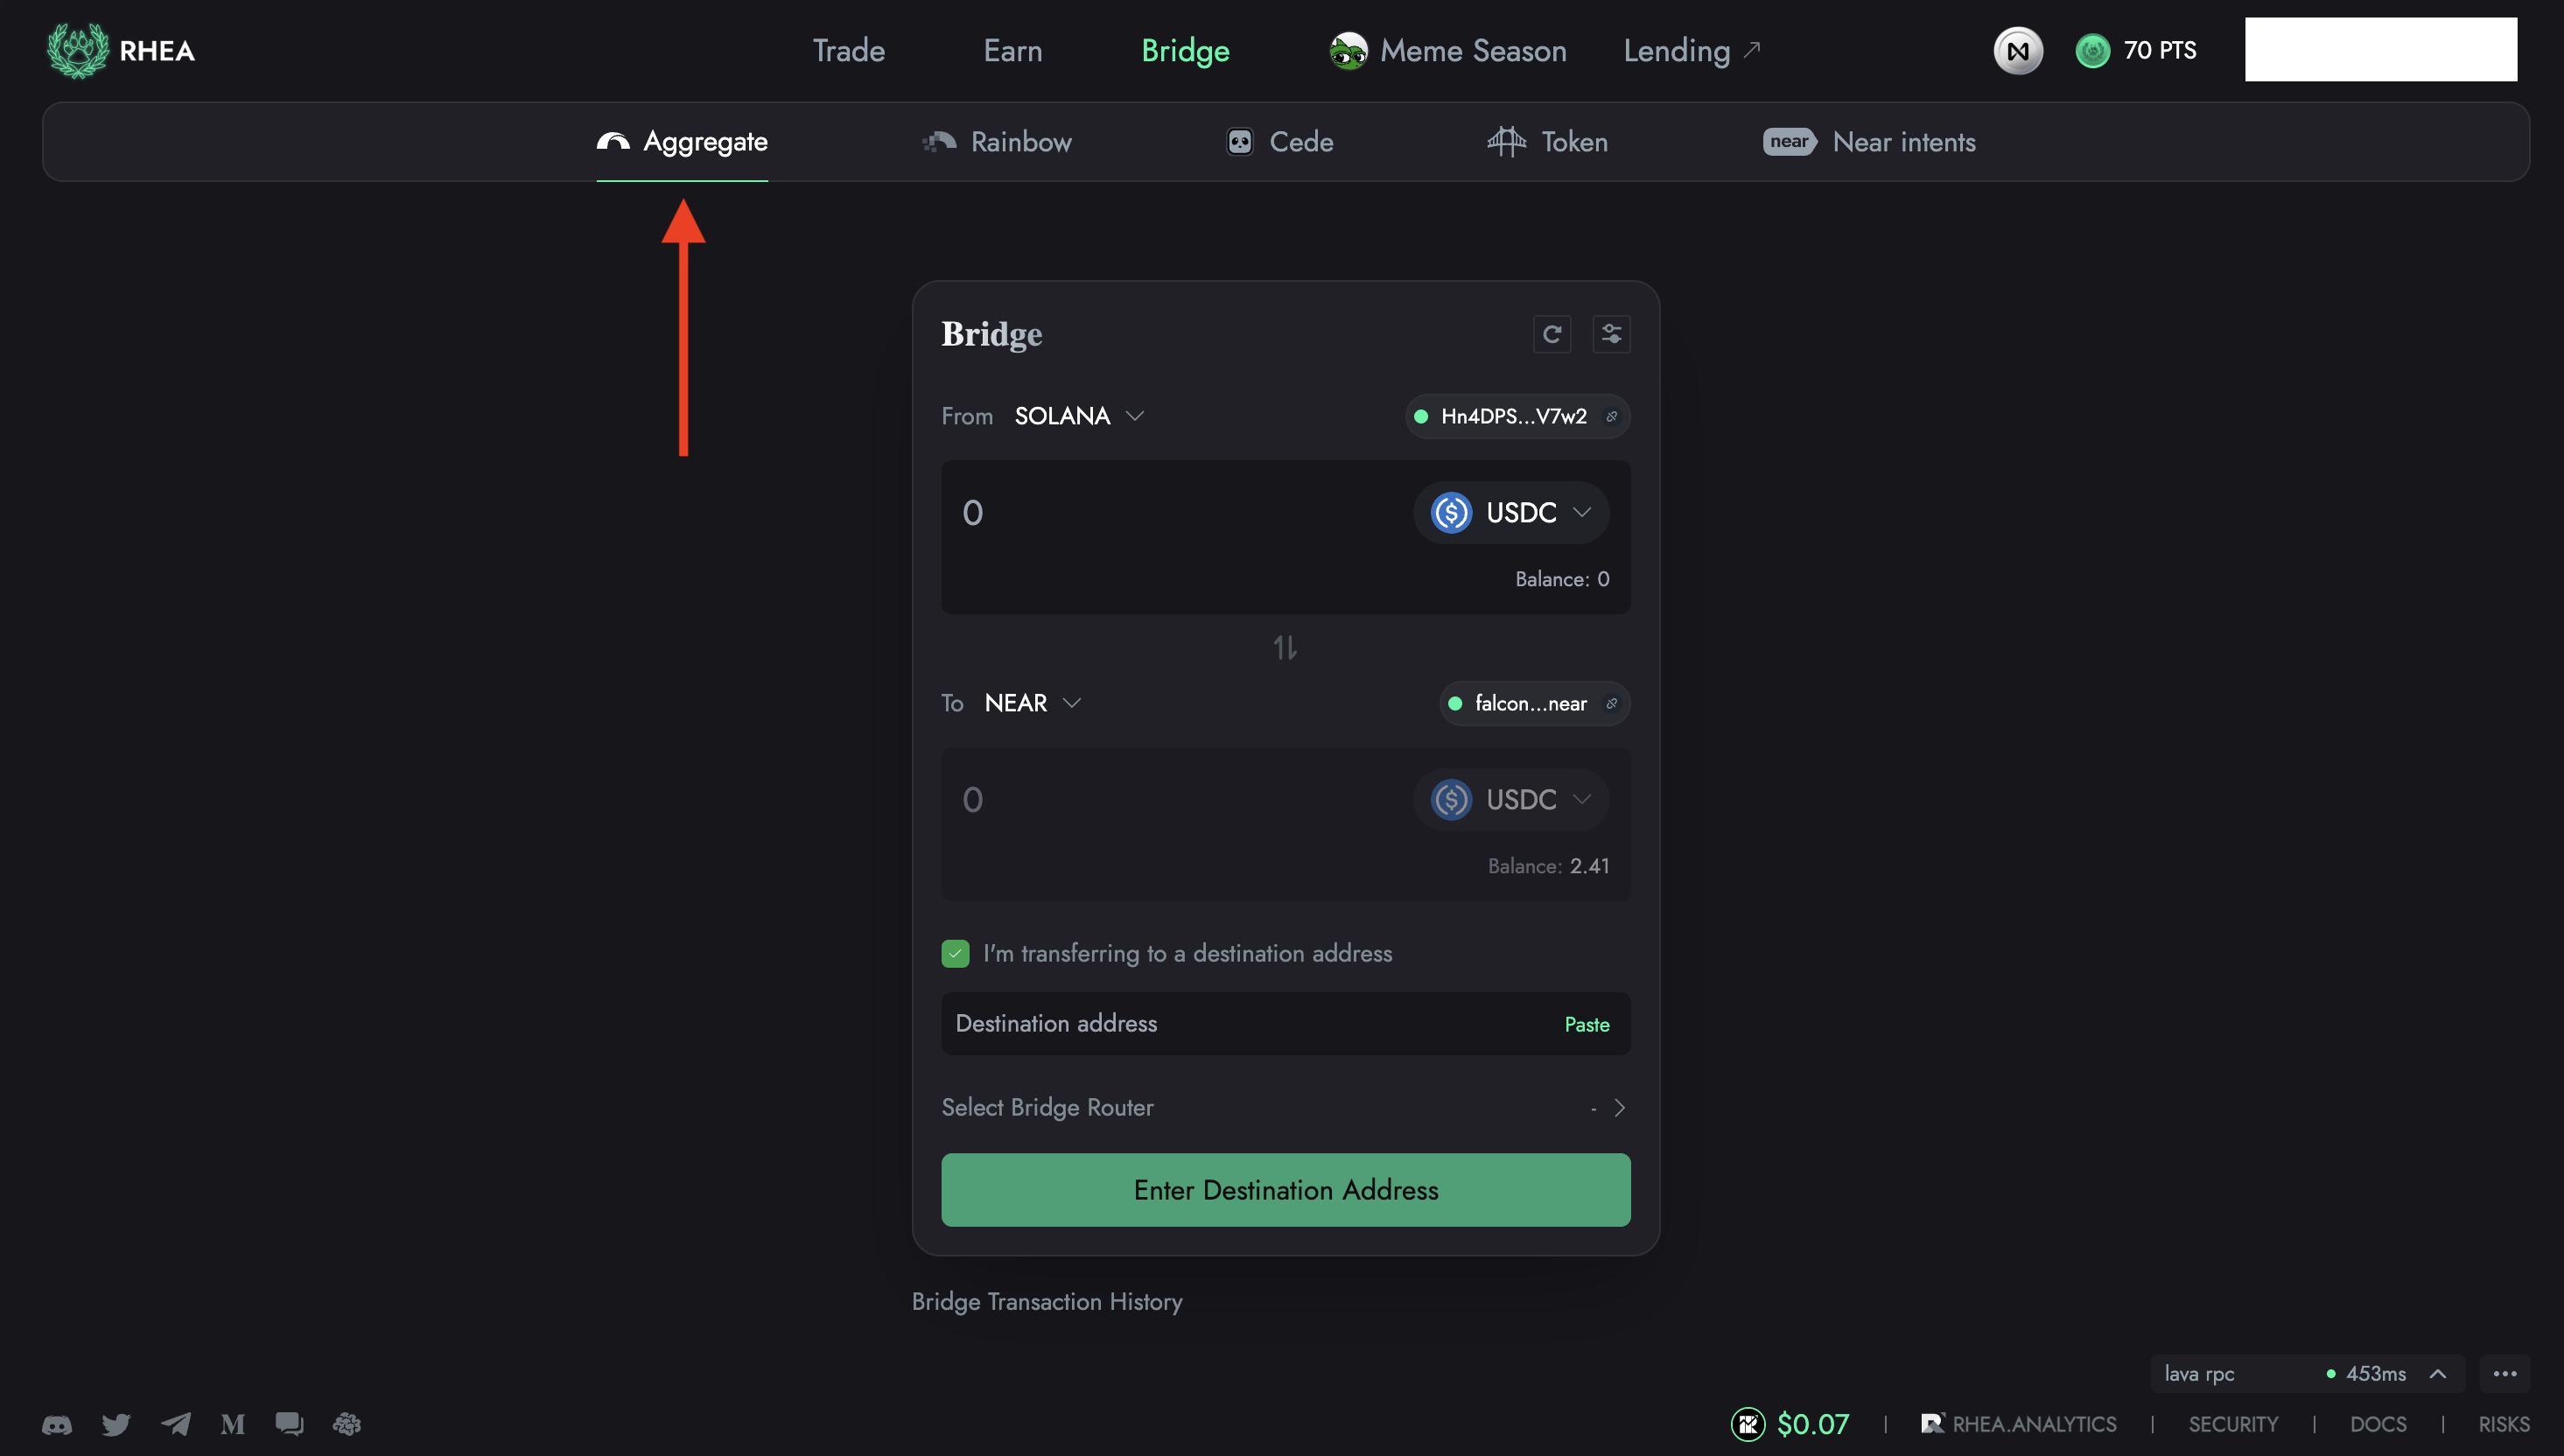 RHEA
Trade Earn Bridge Meme Season Lending
70 PTS
Aggregate Rainbow Cede Token near Near intents
Bridge
From SOLANA Hn4DPS...V7w2
0 USDC
Balance: 0
To NEAR falcon...near
0 USDC
Balance: 2.41
I'm transferring to a destination address
Destination address Paste
Select Bridge Router -
Enter Destination Address
Bridge Transaction History
lava rpc 453ms
$0.07 | RHEA.ANALYTICS | SECURITY | DOCS | RISKS